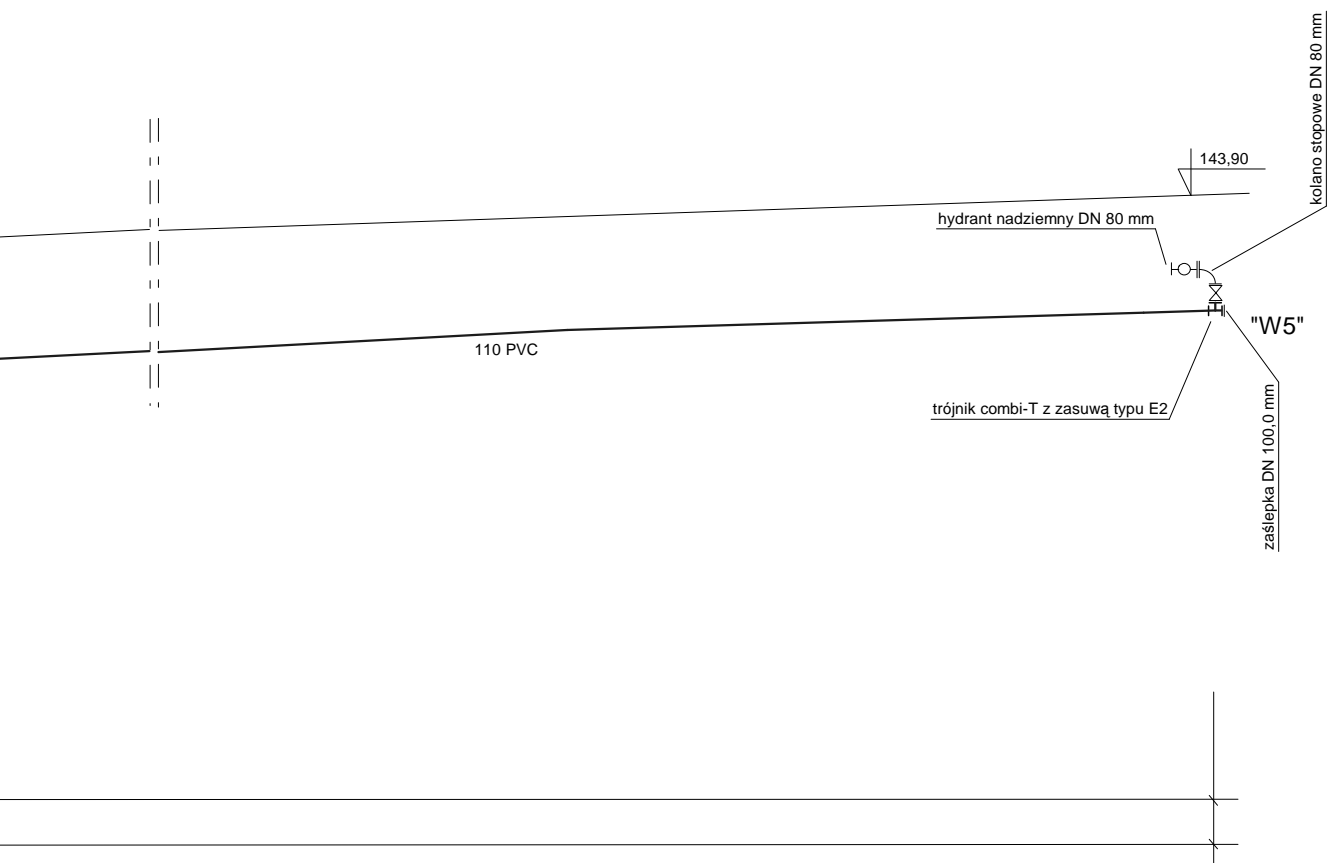 kolano stopowe DN 80 mm
143,90
hydrant nadziemny DN 80 mm
"W5"
110 PVC
trójnik combi-T z zasuwą typu E2
zaślepka DN 100,0 mm